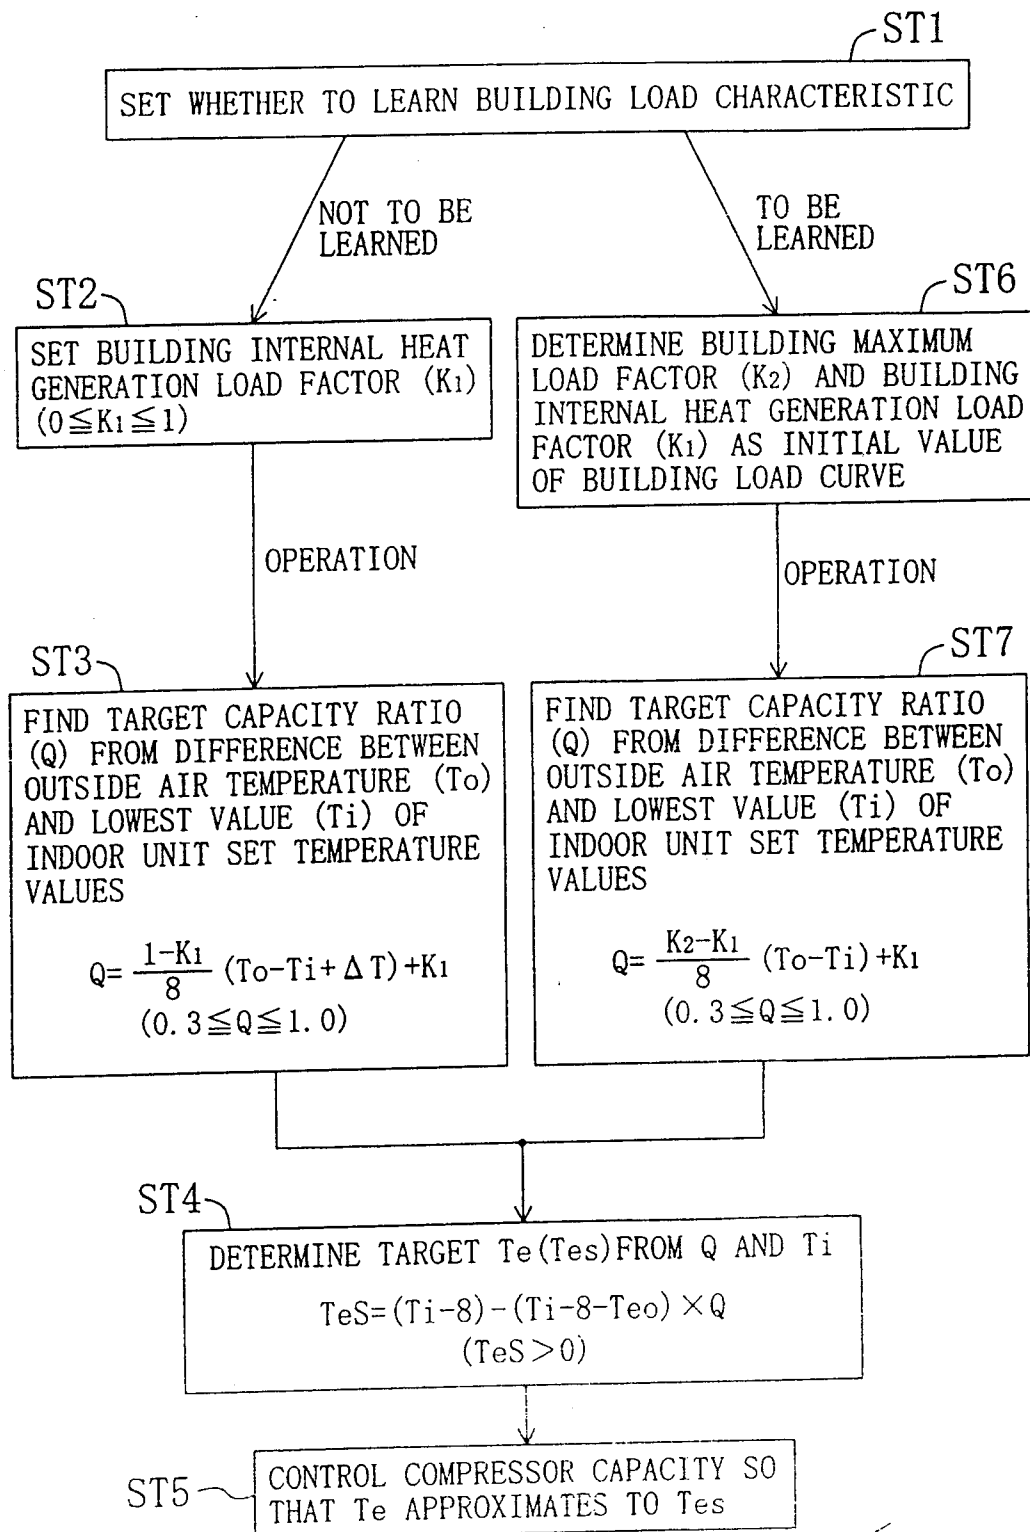 ST1
SET WHETHER TO LEARN BUILDING LOAD CHARACTERISTIC
NOT TO BE
LEARNED
TO BE
LEARNED
ST2
SET BUILDING INTERNAL HEAT
GENERATION LOAD FACTOR (K1)
(0≦K1≦1)
ST6
DETERMINE BUILDING MAXIMUM
LOAD FACTOR (K2) AND BUILDING
INTERNAL HEAT GENERATION LOAD
FACTOR (K1) AS INITIAL VALUE
OF BUILDING LOAD CURVE
OPERATION
OPERATION
ST3
FIND TARGET CAPACITY RATIO
(Q) FROM DIFFERENCE BETWEEN
OUTSIDE AIR TEMPERATURE (To)
AND LOWEST VALUE (Ti) OF
INDOOR UNIT SET TEMPERATURE
VALUES
Q= 1-K1/8 (To-Ti+ΔT)+K1
(0.3≦Q≦1.0)
ST7
FIND TARGET CAPACITY RATIO
(Q) FROM DIFFERENCE BETWEEN
OUTSIDE AIR TEMPERATURE (To)
AND LOWEST VALUE (Ti) OF
INDOOR UNIT SET TEMPERATURE
VALUES
Q= K2-K1/8 (To-Ti)+K1
(0.3≦Q≦1.0)
ST4
DETERMINE TARGET Te(Tes)FROM Q AND Ti
TeS=(Ti-8)-(Ti-8-Teo)×Q
(TeS>0)
ST5
CONTROL COMPRESSOR CAPACITY SO
THAT Te APPROXIMATES TO Tes